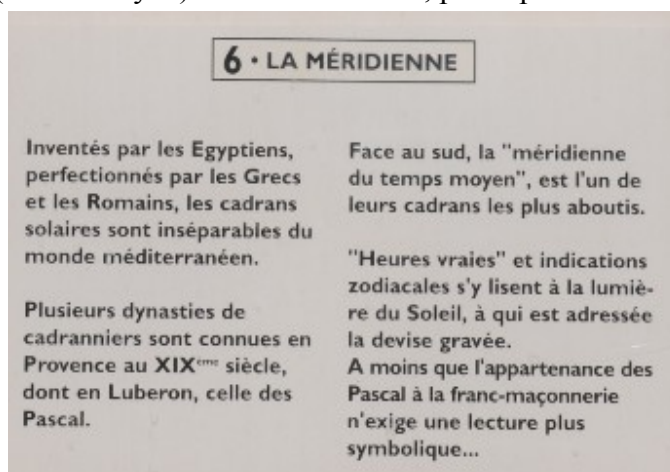 6 · LA MÉRIDIENNE
Inventés par les Egyptiens,
perfectionnés par les Grecs
et les Romains, les cadrans
solaires sont inséparables du
monde méditerranéen.
Plusieurs dynasties de
cadranniers sont connues en
Provence au XIXeme siècle,
dont en Luberon, celle des
Pascal.
Face au sud, la "méridienne
du temps moyen", est l'un de
leurs cadrans les plus aboutis.
"Heures vraies" et indications
zodiacales s'y lisent à la lumiè-
re du Soleil, à qui est adressée
la devise gravée.
A moins que l'appartenance des
Pascal à la franc-maçonnerie
n'exige une lecture plus
symbolique...